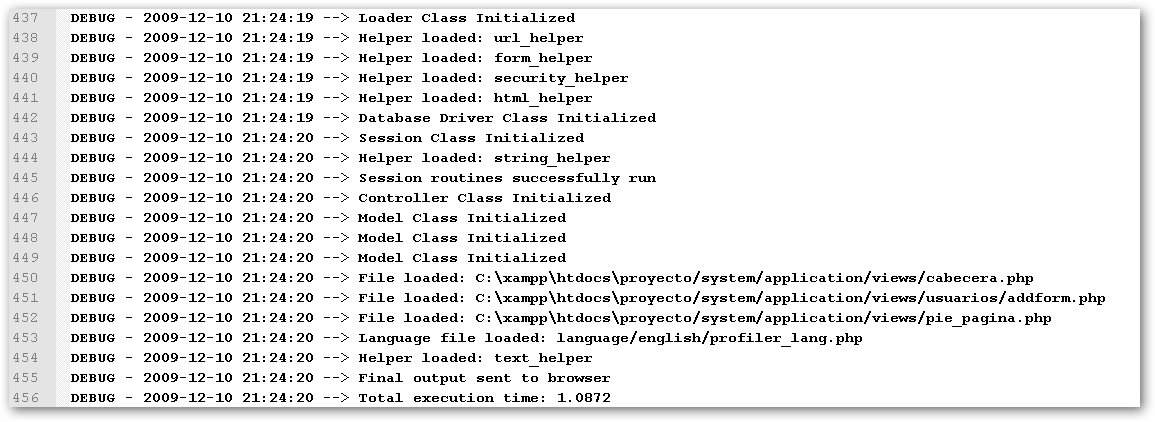 437 DEBUG - 2009-12-10 21:24:19 --> Loader Class Initialized
438 DEBUG - 2009-12-10 21:24:19 --> Helper loaded: url_helper
439 DEBUG - 2009-12-10 21:24:19 --> Helper loaded: form_helper
440 DEBUG - 2009-12-10 21:24:19 --> Helper loaded: security_helper
441 DEBUG - 2009-12-10 21:24:19 --> Helper loaded: html_helper
442 DEBUG - 2009-12-10 21:24:19 --> Database Driver Class Initialized
443 DEBUG - 2009-12-10 21:24:20 --> Session Class Initialized
444 DEBUG - 2009-12-10 21:24:20 --> Helper loaded: string_helper
445 DEBUG - 2009-12-10 21:24:20 --> Session routines successfully run
446 DEBUG - 2009-12-10 21:24:20 --> Controller Class Initialized
447 DEBUG - 2009-12-10 21:24:20 --> Model Class Initialized
448 DEBUG - 2009-12-10 21:24:20 --> Model Class Initialized
449 DEBUG - 2009-12-10 21:24:20 --> Model Class Initialized
450 DEBUG - 2009-12-10 21:24:20 --> File loaded: C:\xampp\htdocs\proyecto/system/application/views/cabecera.php
451 DEBUG - 2009-12-10 21:24:20 --> File loaded: C:\xampp\htdocs\proyecto/system/application/views/usuarios/addform.php
452 DEBUG - 2009-12-10 21:24:20 --> File loaded: C:\xampp\htdocs\proyecto/system/application/views/pie_pagina.php
453 DEBUG - 2009-12-10 21:24:20 --> Language file loaded: language/english/profiler_lang.php
454 DEBUG - 2009-12-10 21:24:20 --> Helper loaded: text_helper
455 DEBUG - 2009-12-10 21:24:20 --> Final output sent to browser
456 DEBUG - 2009-12-10 21:24:20 --> Total execution time: 1.0872